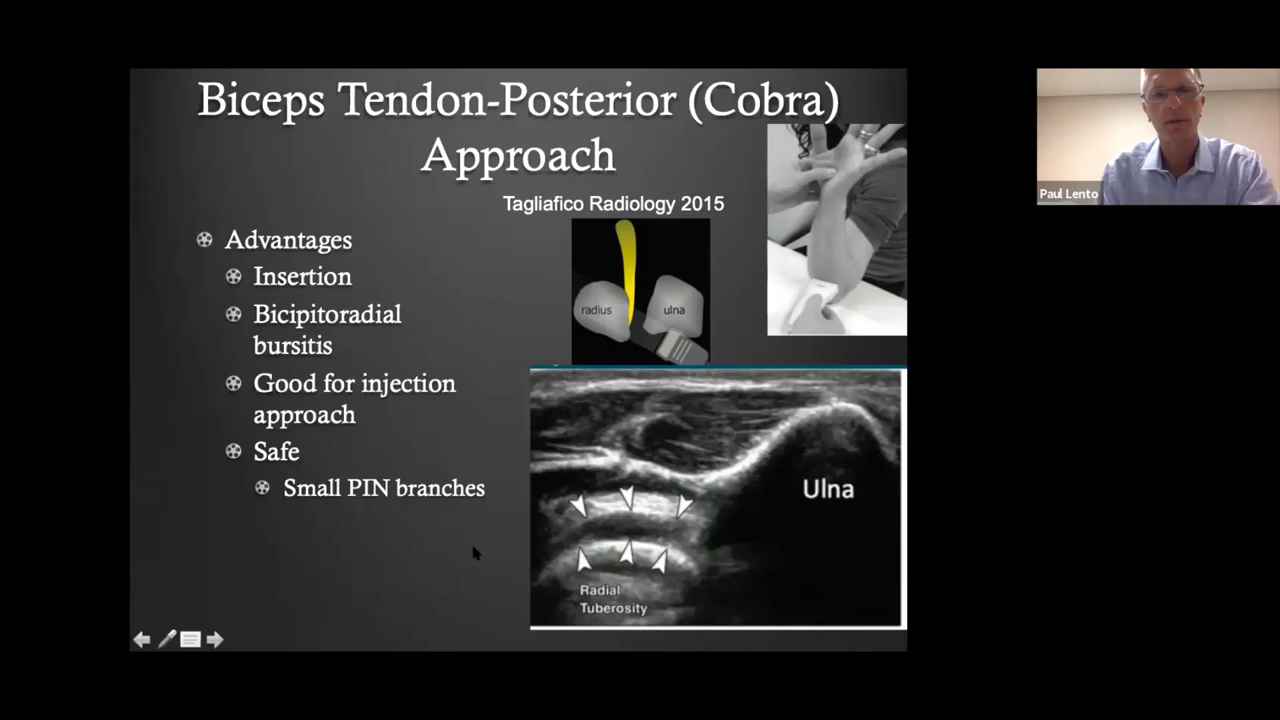 Biceps Tendon-Posterior (Cobra)
Approach
Tagliafico Radiology 2015
Advantages
Insertion
Bicipitoradial
bursitis
Good for injection
approach
Safe
Small PIN branches
radius
ulna
Ulna
Radial
Tuberosity
Paul Lento